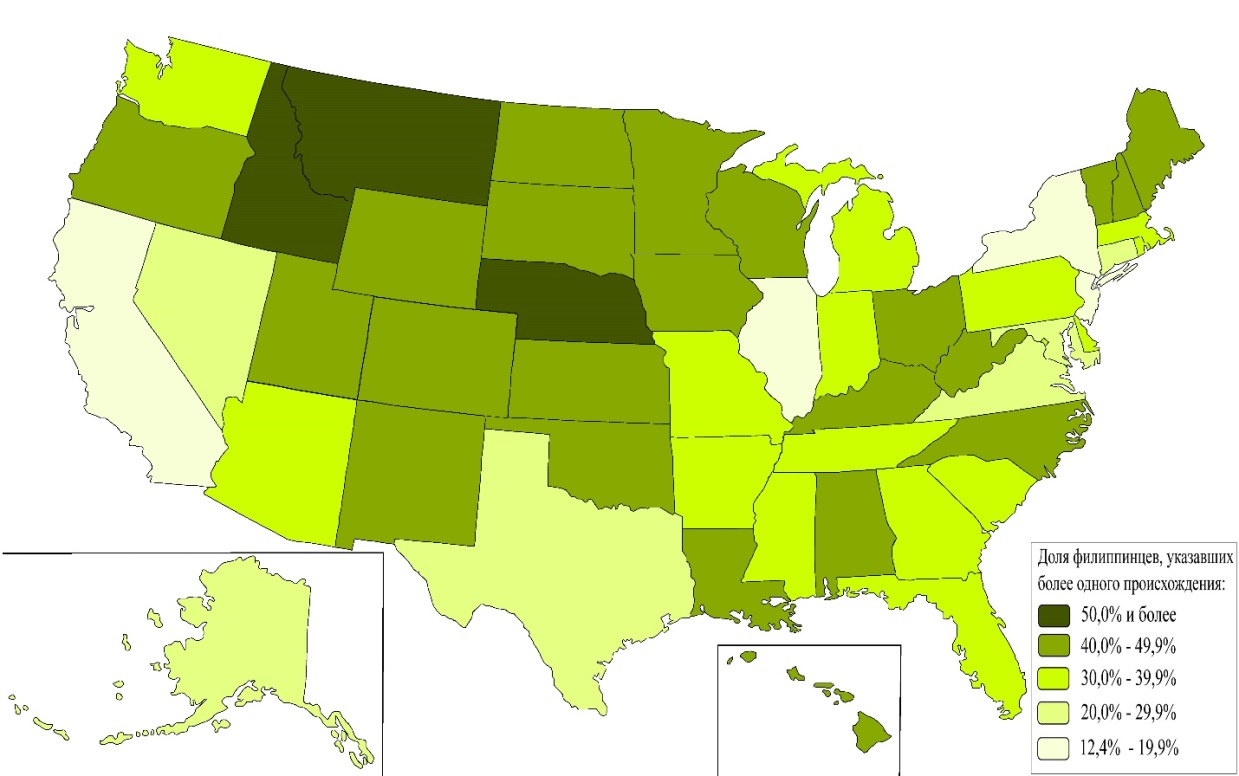 Доля филиппинцев, указавших
более одного происхождения:
50,0% и более
40,0% - 49,9%
30,0% - 39,9%
20,0% - 29,9%
12,4% - 19,9%